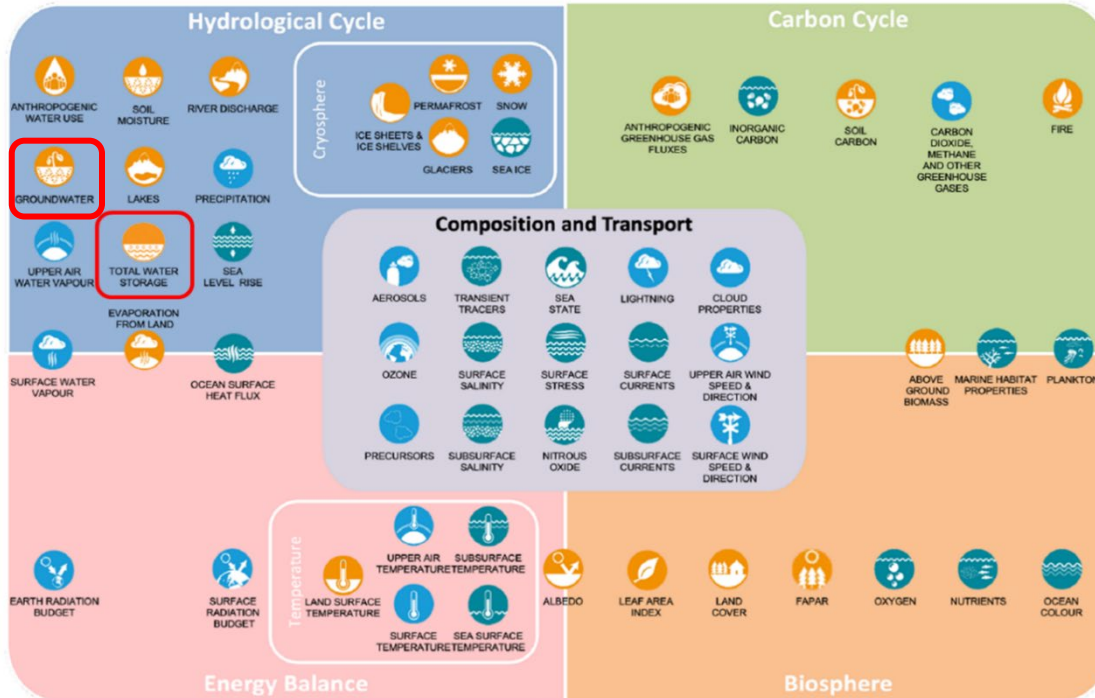 Hydrological Cycle
Carbon Cycle
Cryosphere
ANTHROPOGENIC
WATER USE
SOIL
MOISTURE
RIVER DISCHARGE
PERMAFROST
SNOW
ICE SHEETS &
ICE SHELVES
GLACIERS
SEA ICE
ANTHROPOGENIC
GREENHOUSE GAS
FLUXES
INORGANIC
CARBON
SOIL
CARBON
CARBON
DIOXIDE,
METHANE
AND OTHER
GREENHOUSE
GASES
FIRE
GROUNDWATER
LAKES
PRECIPITATION
UPPER AIR
WATER VAPOUR
TOTAL WATER
STORAGE
SEA
LEVEL RISE
EVAPORATION
FROM LAND
SURFACE WATER
VAPOUR
OCEAN SURFACE
HEAT FLUX
Composition and Transport
AEROSOLS
TRANSIENT
TRACERS
SEA
STATE
LIGHTNING
CLOUD
PROPERTIES
OZONE
SURFACE
SALINITY
SURFACE
STRESS
SURFACE
CURRENTS
UPPER AIR WIND
SPEED &
DIRECTION
PRECURSORS
SUBSURFACE
SALINITY
NITROUS
OXIDE
SUBSURFACE
CURRENTS
SURFACE WIND
SPEED &
DIRECTION
ABOVE
GROUND
BIOMASS
MARINE HABITAT
PROPERTIES
PLANKTON
Temperature
EARTH RADIATION
BUDGET
SURFACE
RADIATION
BUDGET
LAND SURFACE
TEMPERATURE
UPPER AIR
TEMPERATURE
SUBSURFACE
TEMPERATURE
SURFACE
TEMPERATURE
SEA SURFACE
TEMPERATURE
ALBEDO
LEAF AREA
INDEX
LAND
COVER
FAPAR
OXYGEN
NUTRIENTS
OCEAN
COLOUR
Energy Balance
Biosphere